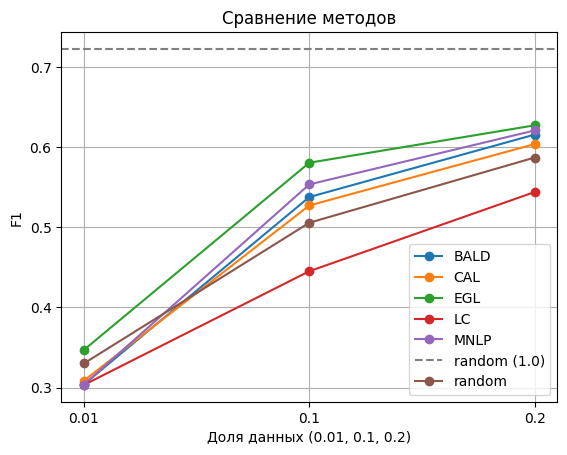 Сравнение методов
0.7
0.6
0.5
0.4
0.3
F1
0.01
0.1
0.2
Доля данных (0.01, 0.1, 0.2)
BALD
CAL
EGL
LC
MNLP
random (1.0)
random